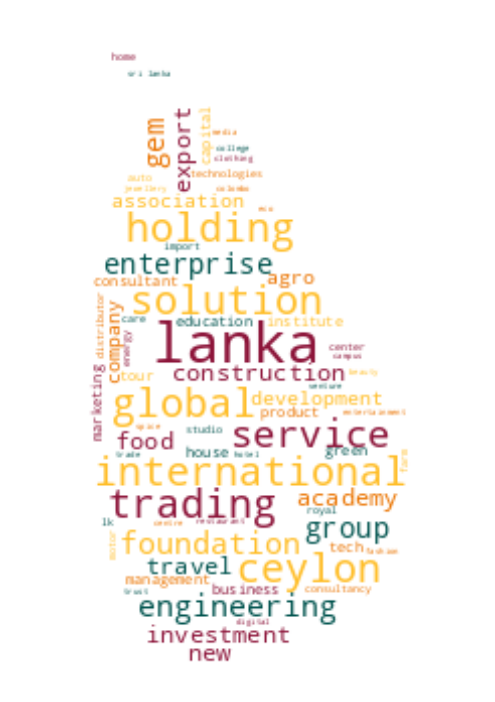 home
sri lanka
gem
export
capital
media
college
clothing
technologies
auto
jewellery
colombo
association
eco
holding
import
enterprise
consultant
agro
solution
distributor
company
care
energy
education
institute
lanka
center
campus
construction
tour
beauty
venture
marketing
global
development
product
entertainment
spice
studio
food
service
trade
house
hotel
green
international
farm
trading
academy
royal
lk
centre
restaurant
group
motor
foundation
tech
fashion
travel
ceylon
management
trust
business
consultancy
engineering
digital
investment
new